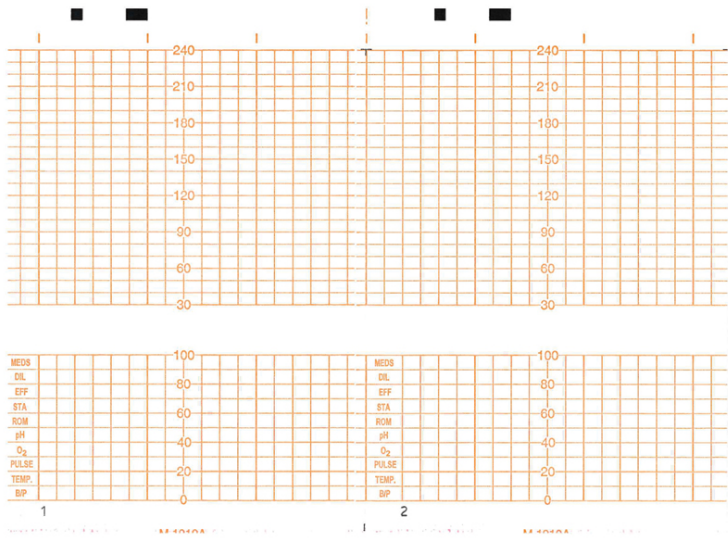 240 240
210 210
180 180
150 150
120 120
90 90
60 60
30 30
MEDS 100 MEDS 100
DIL DIL
EFF 80 EFF 80
STA 60 STA 60
ROM ROM
pH 40 pH 40
O₂ O₂
PULSE 20 PULSE 20
TEMP. TEMP.
B/P 0 B/P 0
1 2